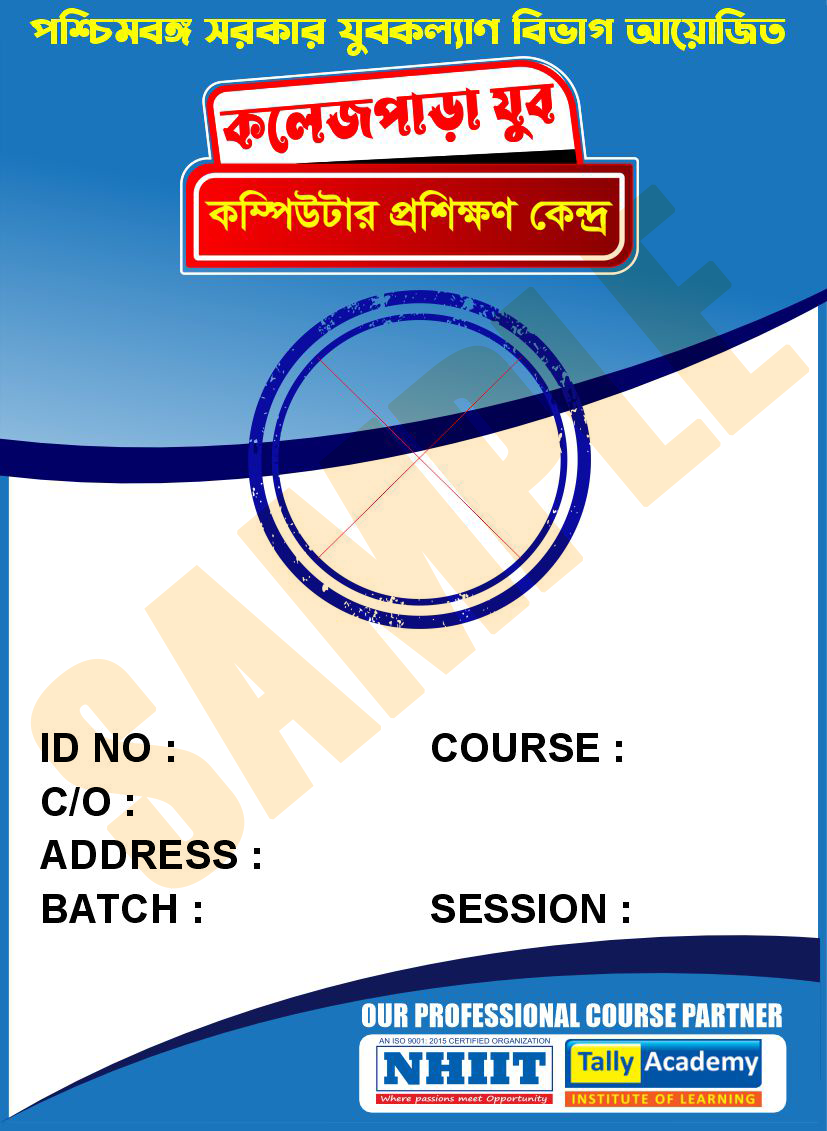 পশ্চিমবঙ্গ সরকার যুবকল্যাণ বিভাগ আয়োজিত
কলেজপাড়া যুব
কম্পিউটার প্রশিক্ষণ কেন্দ্র
SAMPLE
ID NO : COURSE :
C/O :
ADDRESS :
BATCH : SESSION :
OUR PROFESSIONAL COURSE PARTNER
AN ISO 9001: 2015 CERTIFIED ORGANIZATION
NHIIT
Where passions meet Opportunity
Tally Academy
INSTITUTE OF LEARNING